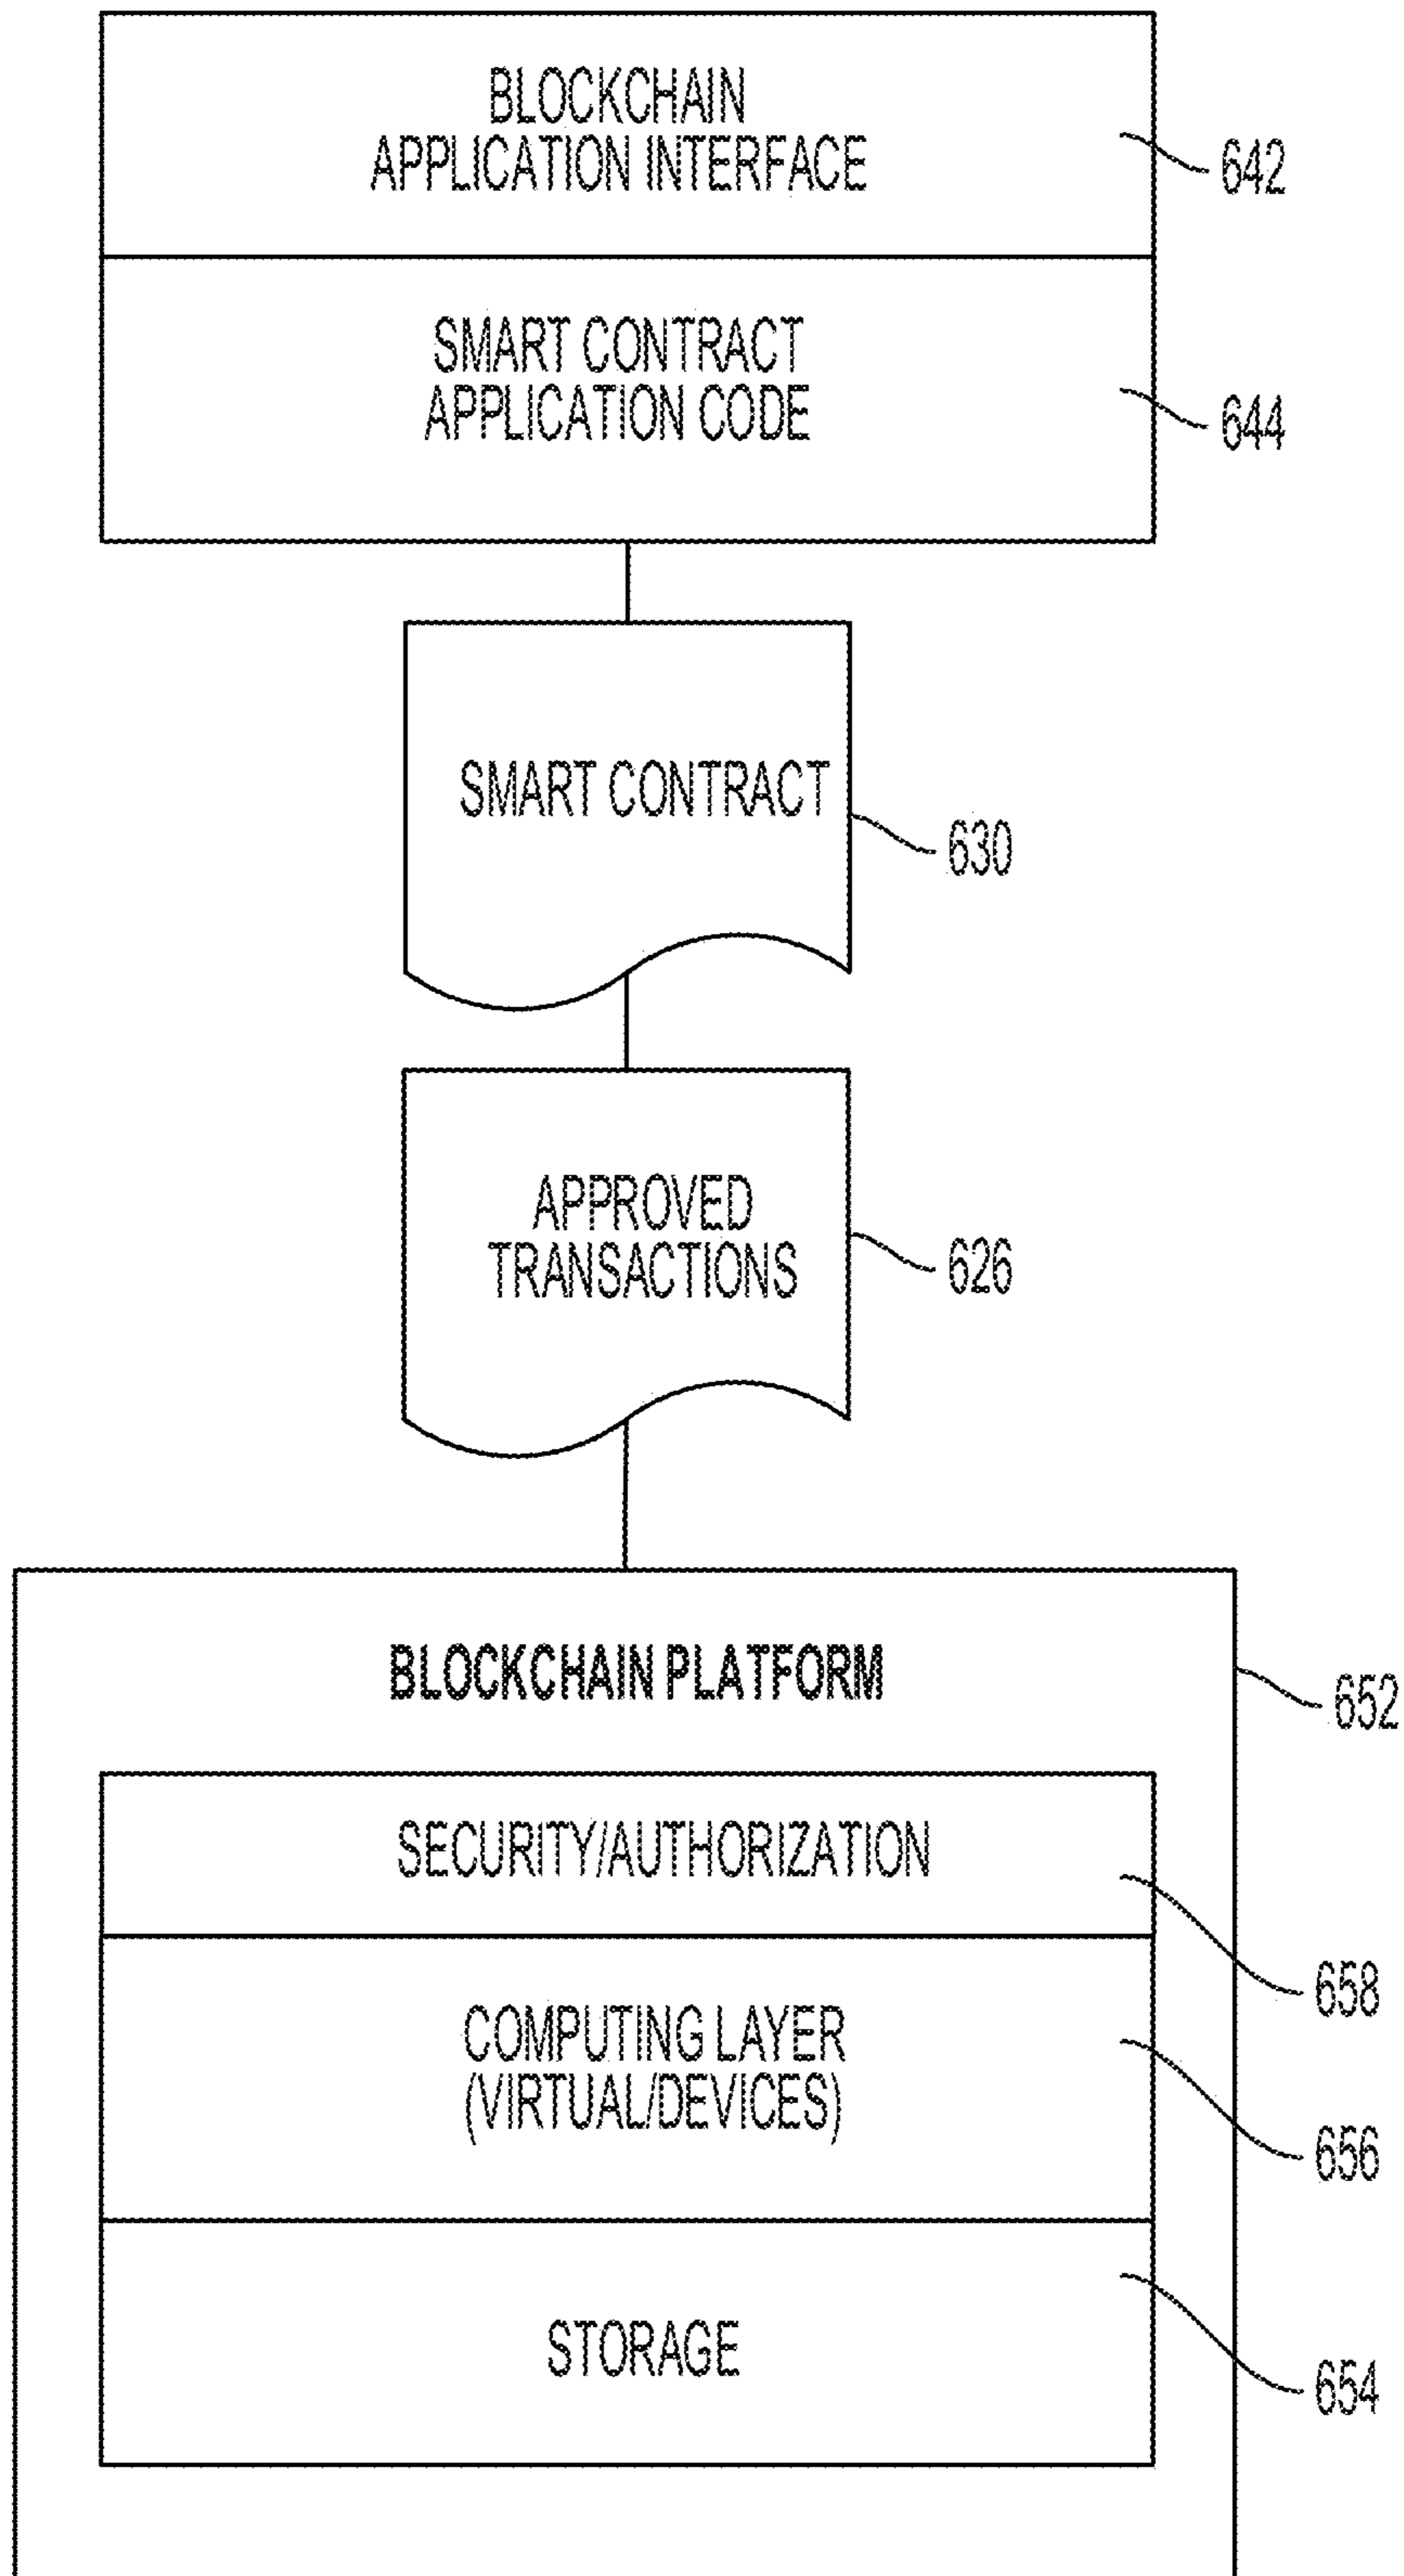 BLOCKCHAIN
APPLICATION INTERFACE
642
SMART CONTRACT
APPLICATION CODE
644
SMART CONTRACT
630
APPROVED
TRANSACTIONS
626
BLOCKCHAIN PLATFORM
652
SECURITY/AUTHORIZATION
658
COMPUTING LAYER
(VIRTUAL/DEVICES)
656
STORAGE
654